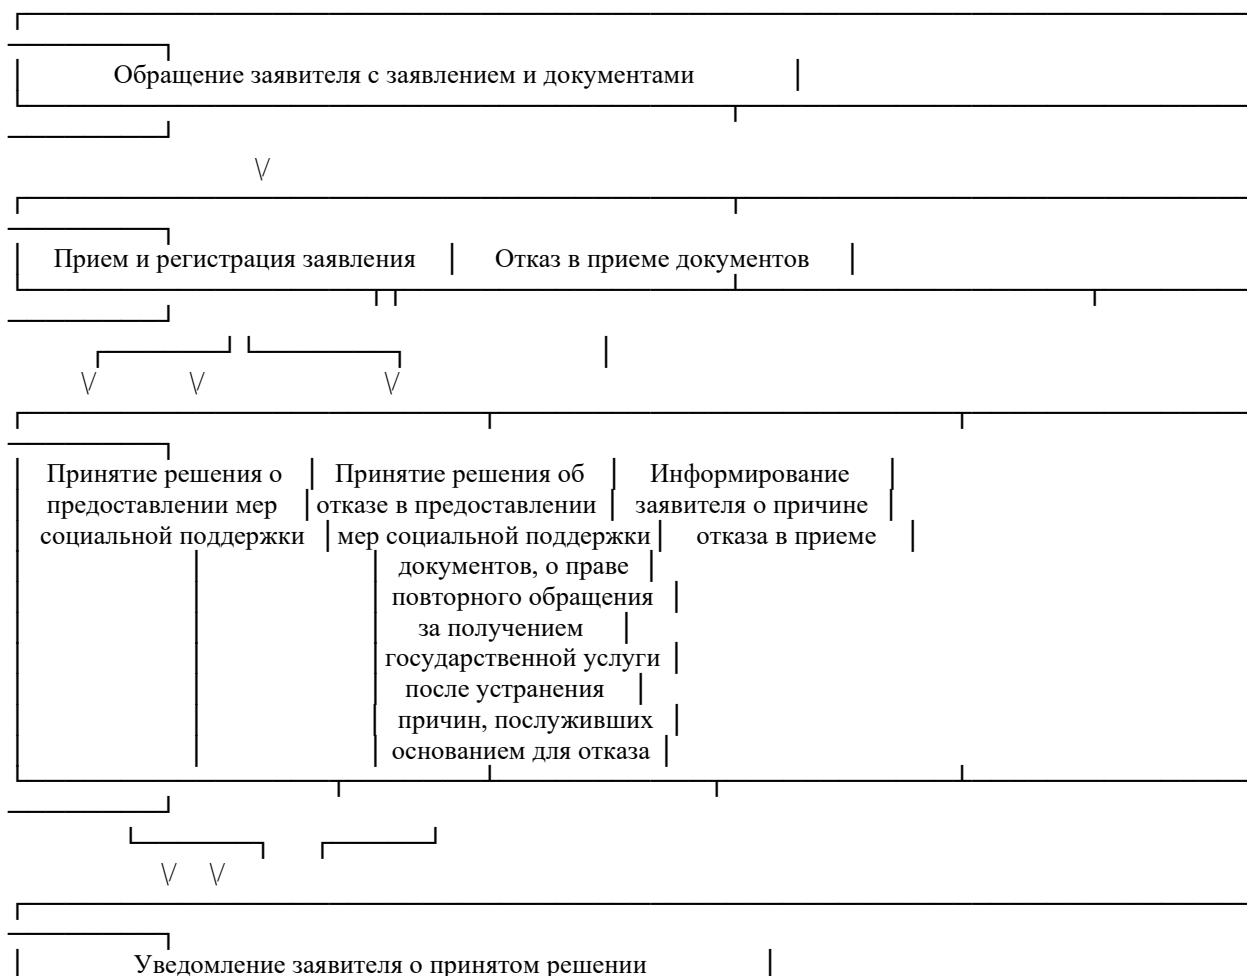 Обращение заявителя с заявлением и документами
Прием и регистрация заявления Отказ в приеме документов
Принятие решения о Принятие решения об Информирование
предоставлении мер отказе в предоставлении заявителя о причине
социальной поддержки мер социальной поддержки отказа в приеме
документов, о праве
повторного обращения
за получением
государственной услуги
после устранения
причин, послуживших
основанием для отказа
Уведомление заявителя о принятом решении